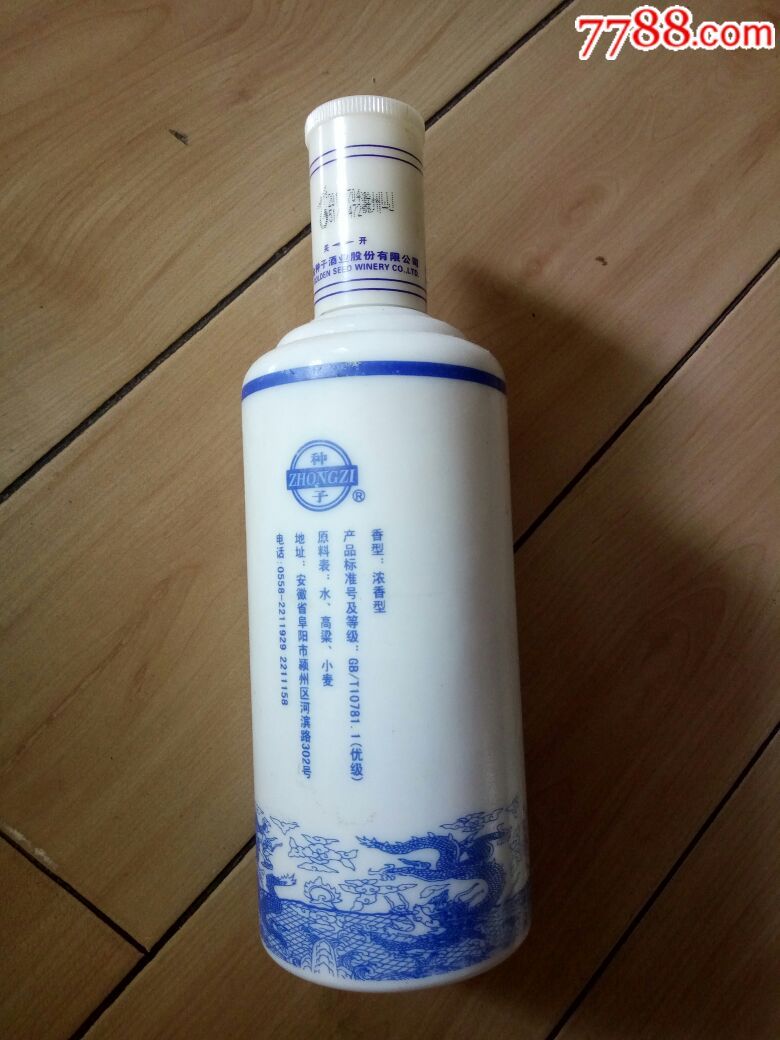 7788.com
关 — 开
种子酒业股份有限公司
OLDEN SEED WINERY CO.,LTD.
种
ZHONGZI
子
®
香型：浓香型
产品标准号及等级：GB/T10781.1(优级)
原料表：水、高粱、小麦
地址：安徽省阜阳市颍州区河滨路302号
电话：0558-2211929 2211158